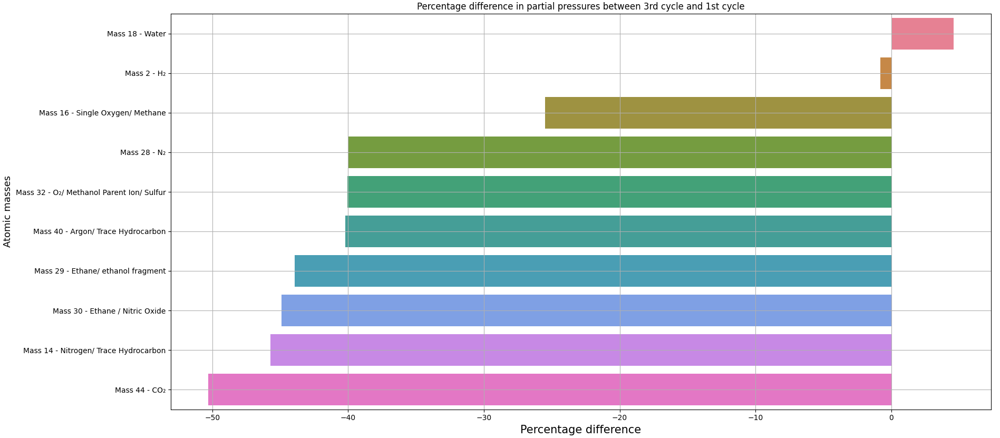 Percentage difference in partial pressures between 3rd cycle and 1st cycle
Atomic masses
Mass 18 - Water
Mass 2 - H₂
Mass 16 - Single Oxygen/ Methane
Mass 28 - N₂
Mass 32 - O₂/ Methanol Parent Ion/ Sulfur
Mass 40 - Argon/ Trace Hydrocarbon
Mass 29 - Ethane/ ethanol fragment
Mass 30 - Ethane / Nitric Oxide
Mass 14 - Nitrogen/ Trace Hydrocarbon
Mass 44 - CO₂
−50 −40 −30 −20 −10 0
Percentage difference